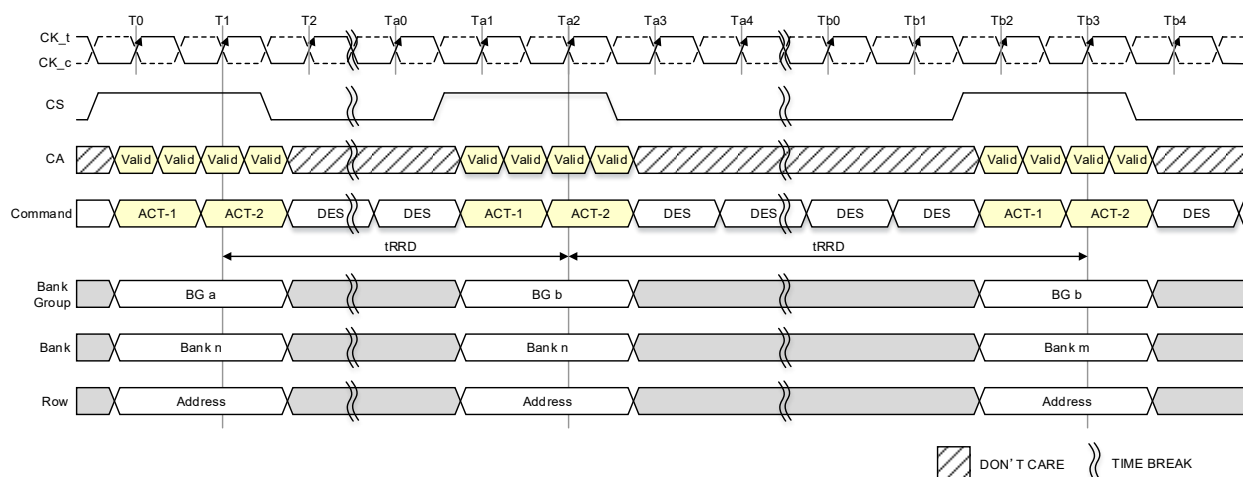 T0 T1 T2 Ta0 Ta1 Ta2 Ta3 Ta4 Tb0 Tb1 Tb2 Tb3 Tb4
CK_t
CK_c
CS
CA Valid Valid Valid Valid Valid Valid Valid Valid Valid Valid Valid Valid
Command ACT-1 ACT-2 DES DES ACT-1 ACT-2 DES DES DES DES ACT-1 ACT-2 DES
tRRD tRRD
Bank
Group BG a BG b BG b
Bank Bank n Bank n Bank m
Row Address Address Address
DON'T CARE TIME BREAK